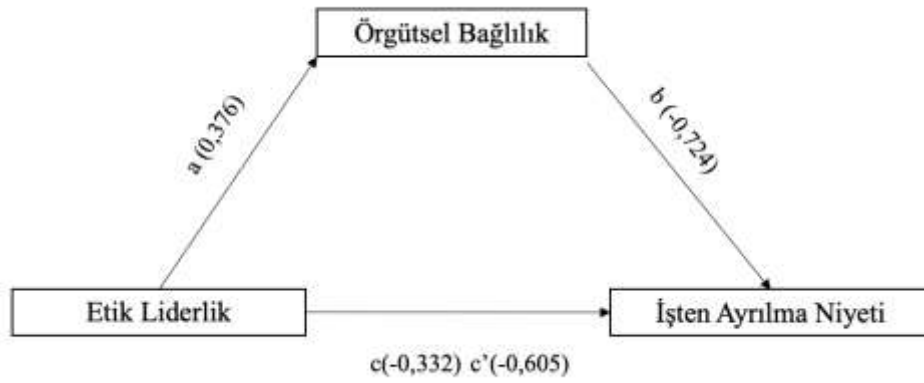 Örgütsel Bağlılık
a (0,376)
b (-0,724)
Etik Liderlik
İşten Ayrılma Niyeti
c(-0,332) c’(-0,605)